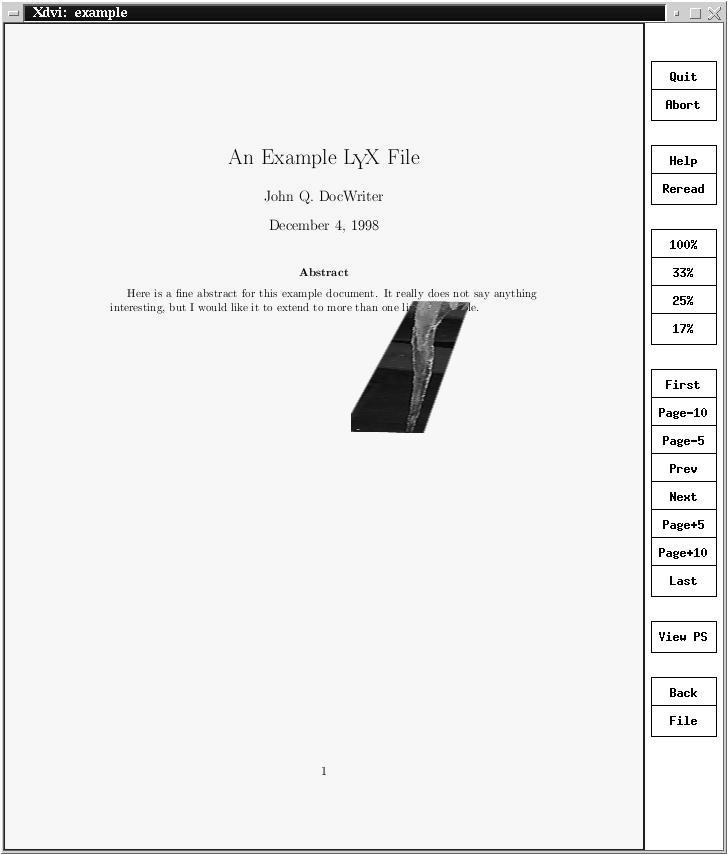 Xdvi: example
An Example LYX File
John Q. DocWriter
December 4, 1998
Abstract
Here is a fine abstract for this example document. It really does not say anything
interesting, but I would like it to extend to more than one
1
Quit
Abort
Help
Reread
100%
33%
25%
17%
First
Page-10
Page-5
Prev
Next
Page+5
Page+10
Last
View PS
Back
File